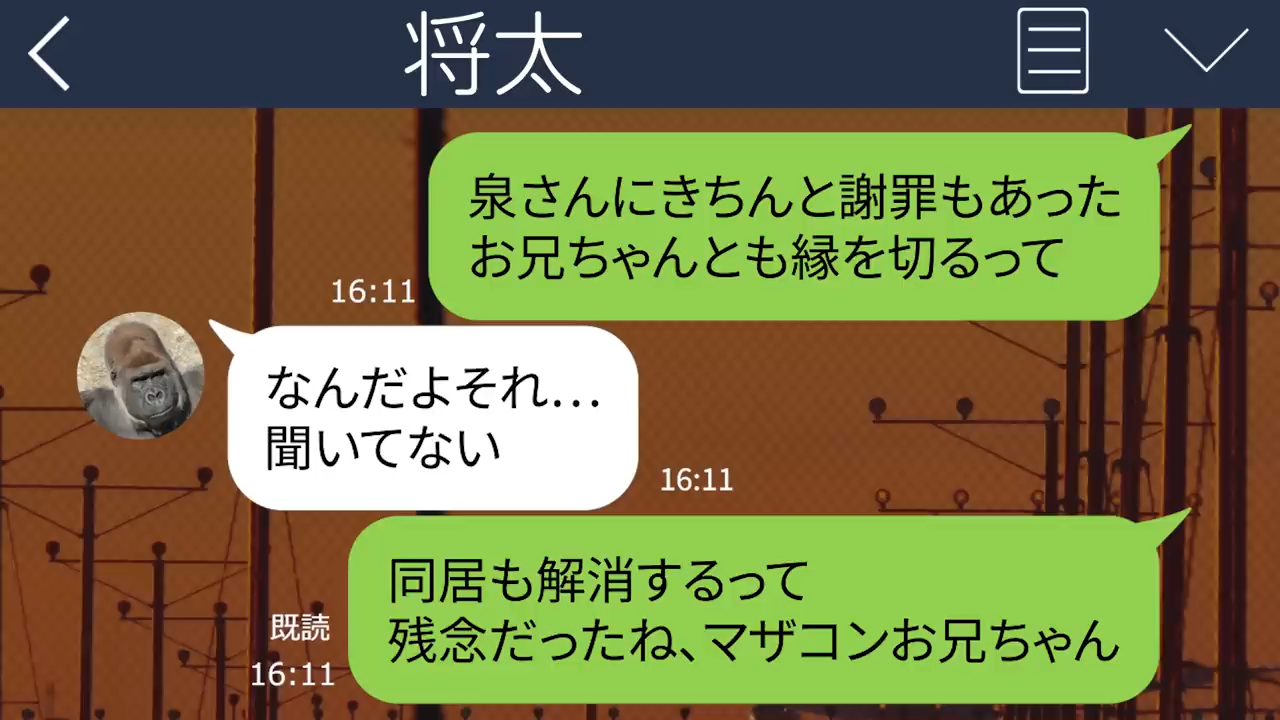 将太
泉さんにきちんと謝罪もあった
お兄ちゃんとも縁を切るって
16:11
なんだよそれ…
聞いてない
16:11
同居も解消するって
残念だったね、マザコンお兄ちゃん
既読
16:11